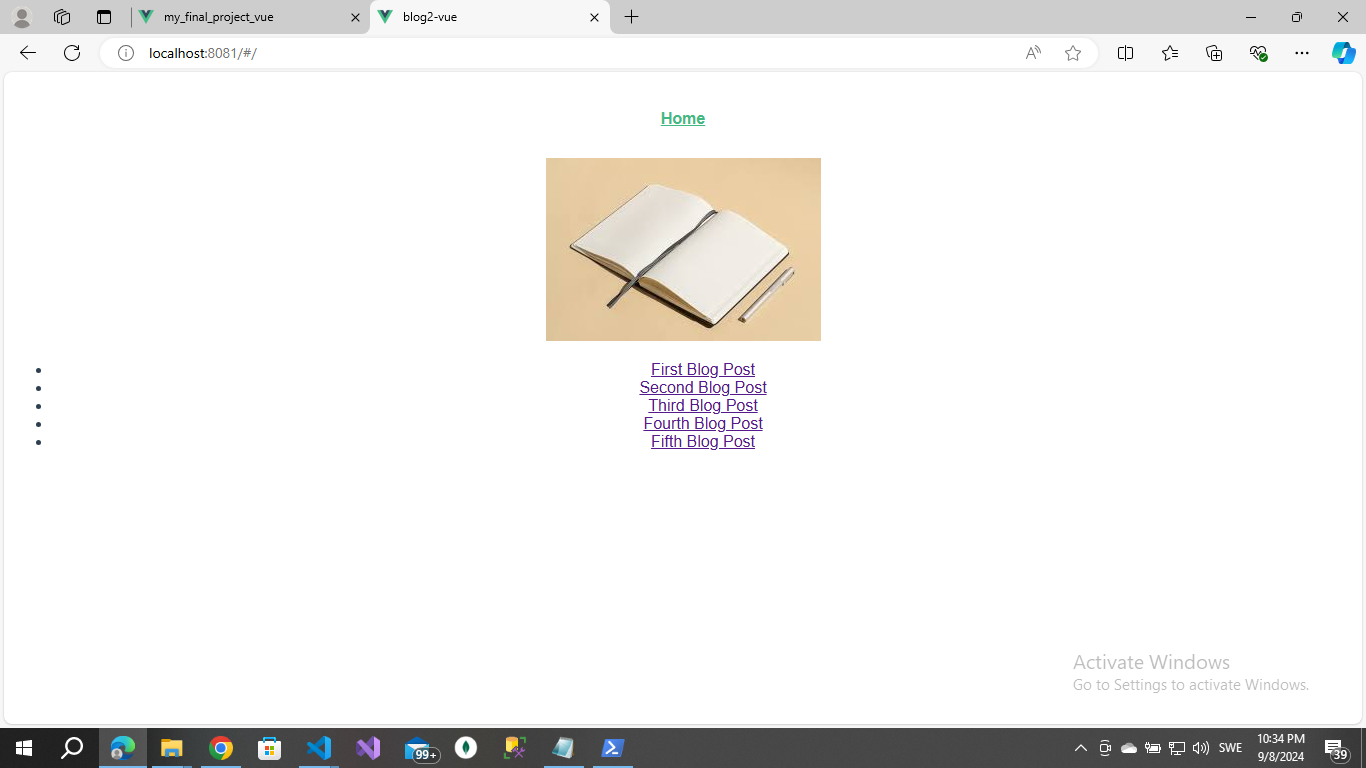 my_final_project_vue
blog2-vue
localhost:8081/#/
Home
First Blog Post
Second Blog Post
Third Blog Post
Fourth Blog Post
Fifth Blog Post
Activate Windows
Go to Settings to activate Windows.
99+
SWE
10:34 PM
9/8/2024
39